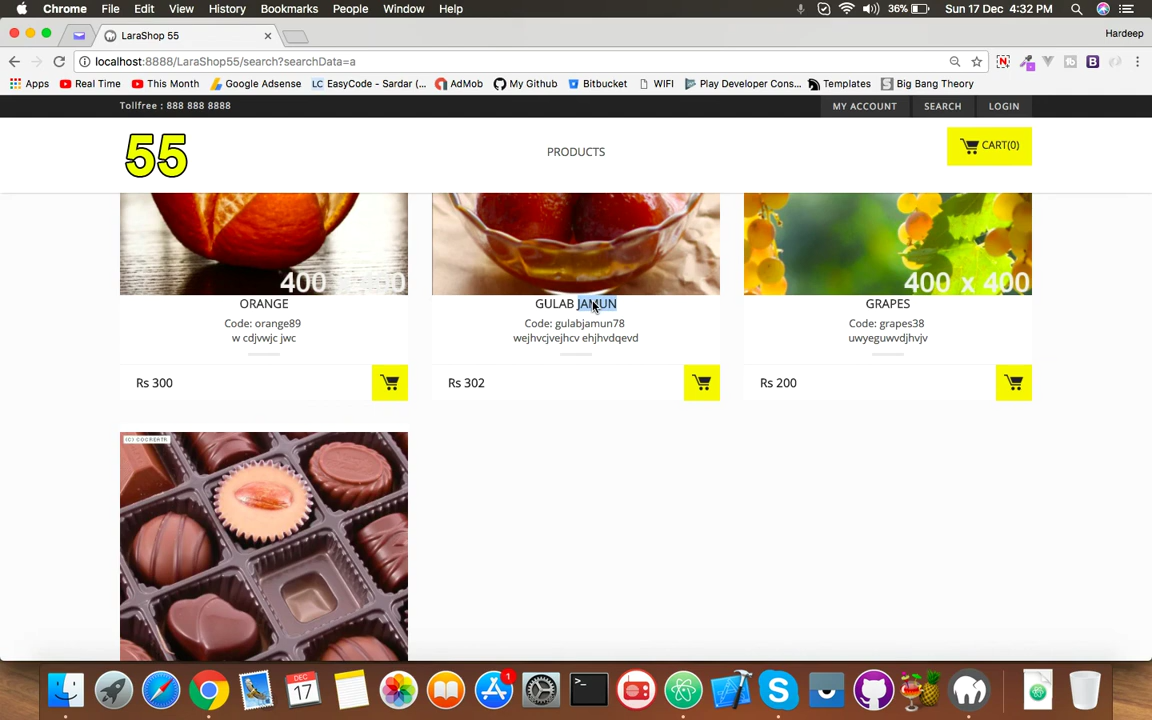 Chrome File Edit View History Bookmarks People Window Help 36% Sun 17 Dec 4:32 PM
LaraShop 55 Hardeep
localhost:8888/LaraShop55/search?searchData=a
Apps Real Time This Month Google Adsense EasyCode - Sardar (... AdMob My Github Bitbucket WIFI Play Developer Cons... Templates Big Bang Theory
Tollfree : 888 888 8888 MY ACCOUNT SEARCH LOGIN
55 PRODUCTS CART(0)
400 x 400
ORANGE GULAB JAMUN GRAPES
Code: orange89 Code: gulabjamun78 Code: grapes38
w cdjvwjc jwc wejhvcjvejhcv ehjhvdqevd uwyeguwvdjhvjv
Rs 300 Rs 302 Rs 200
(C) COCREATR
DEC
17
1